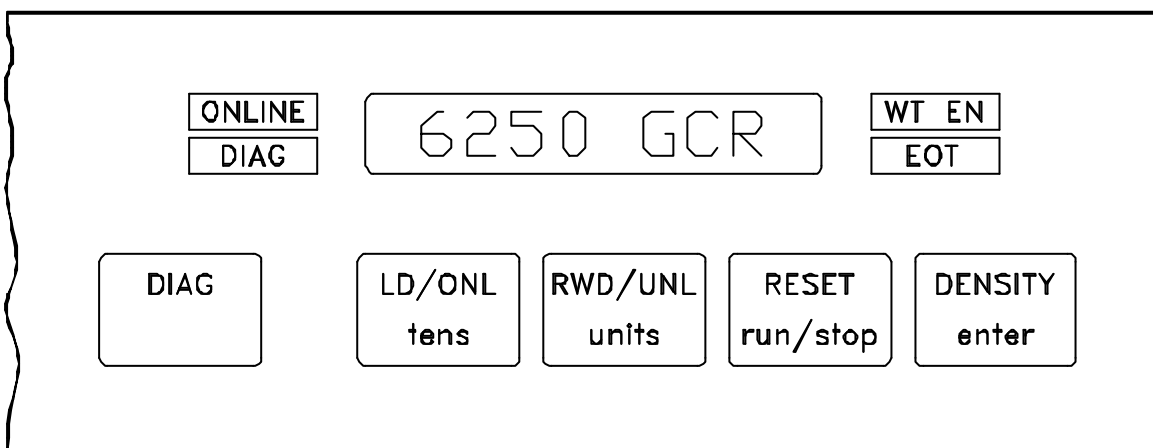 ONLINE 6250 GCR WT EN
DIAG EOT
DIAG LD/ONL RWD/UNL RESET DENSITY
tens units run/stop enter